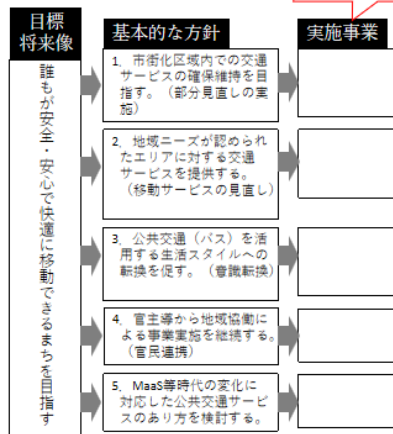 目標
将来像
基本的な方針
実施事業
誰もが安全・安心で快適に移動できるまちを目指す
1．市街化区域内での交通
サービスの確保維持を目
指す。（部分見直しの実
施）
2．地域ニーズが認められ
たエリアに対する交通
サービスを提供する。
（移動サービスの見直し）
3．公共交通（バス）を活
用する生活スタイルへの
転換を促す。（意識転換）
4．官主導から地域協働に
よる事業実施を継続する。
（官民連携）
5．MaaS等時代の変化に
対応した公共交通サービ
スのあり方を検討する。